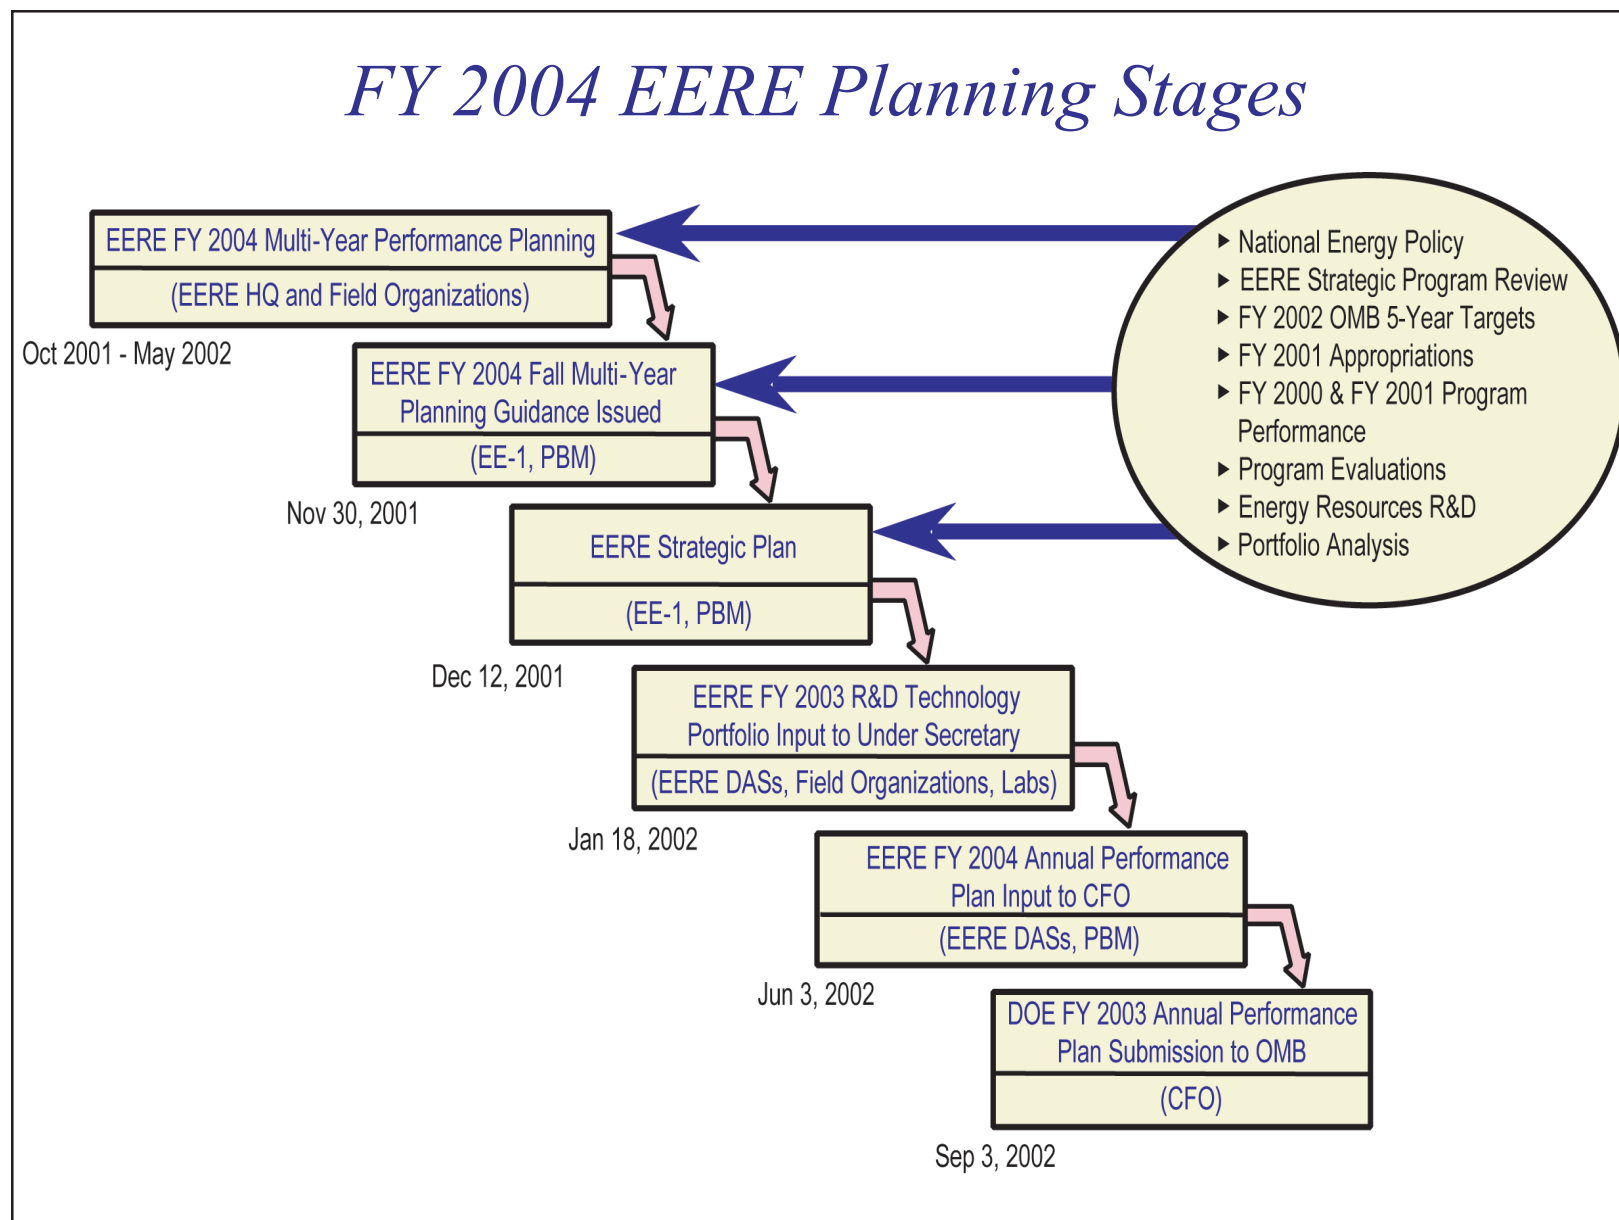 FY 2004 EERE Planning Stages
EERE FY 2004 Multi-Year Performance Planning
(EERE HQ and Field Organizations)
Oct 2001 - May 2002
EERE FY 2004 Fall Multi-Year
Planning Guidance Issued
(EE-1, PBM)
Nov 30, 2001
EERE Strategic Plan
(EE-1, PBM)
Dec 12, 2001
EERE FY 2003 R&D Technology
Portfolio Input to Under Secretary
(EERE DASs, Field Organizations, Labs)
Jan 18, 2002
EERE FY 2004 Annual Performance
Plan Input to CFO
(EERE DASs, PBM)
Jun 3, 2002
DOE FY 2003 Annual Performance
Plan Submission to OMB
(CFO)
Sep 3, 2002
National Energy Policy
EERE Strategic Program Review
FY 2002 OMB 5-Year Targets
FY 2001 Appropriations
FY 2000 & FY 2001 Program
Performance
Program Evaluations
Energy Resources R&D
Portfolio Analysis